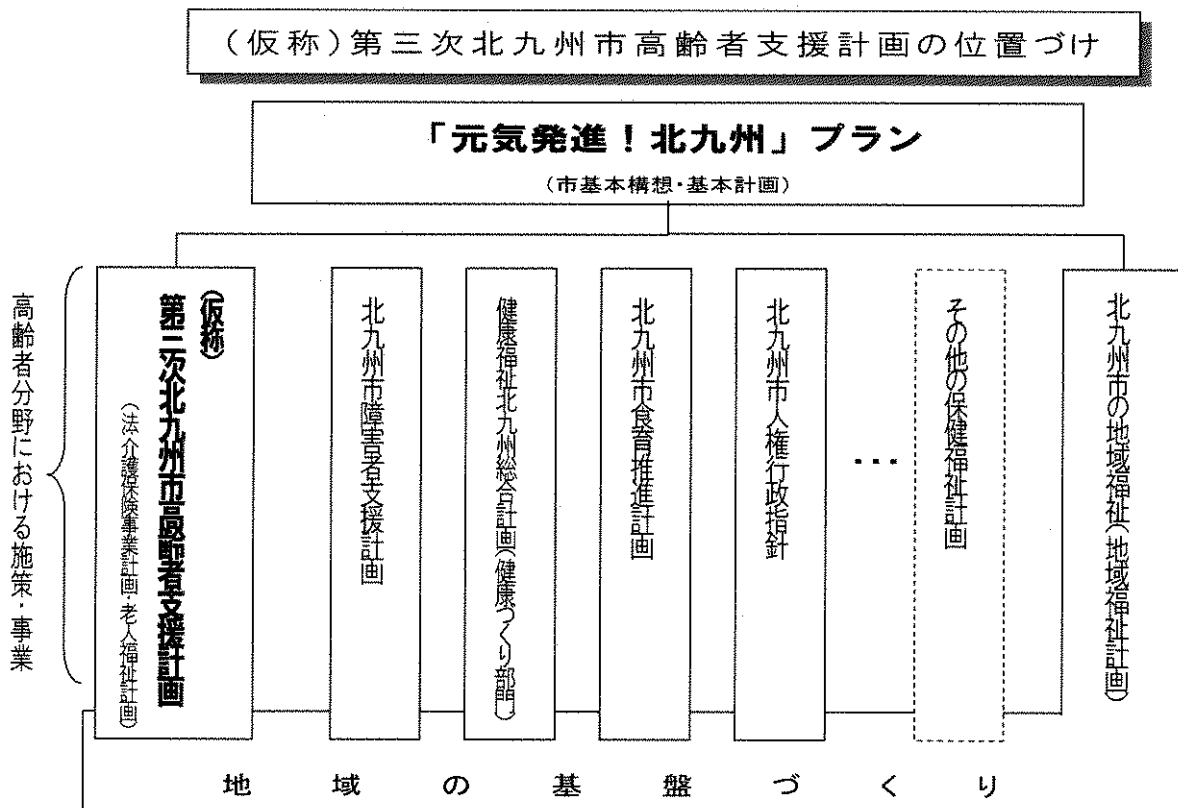 (仮称)第三次北九州市高齢者支援計画の位置づけ
「元気発進！北九州」プラン
(市基本構想・基本計画)
高齢者分野における施策・事業
(仮称)
第三次北九州市高齢者支援計画
(法・介護保険事業計画・老人福祉計画)
北九州市障害者支援計画
健康福祉北九州総合計画(健康づくり部門)
北九州市食育推進計画
北九州市人権行政指針
・・・
その他の保健福祉計画
北九州市の地域福祉(地域福祉計画)
地域の基盤づくり